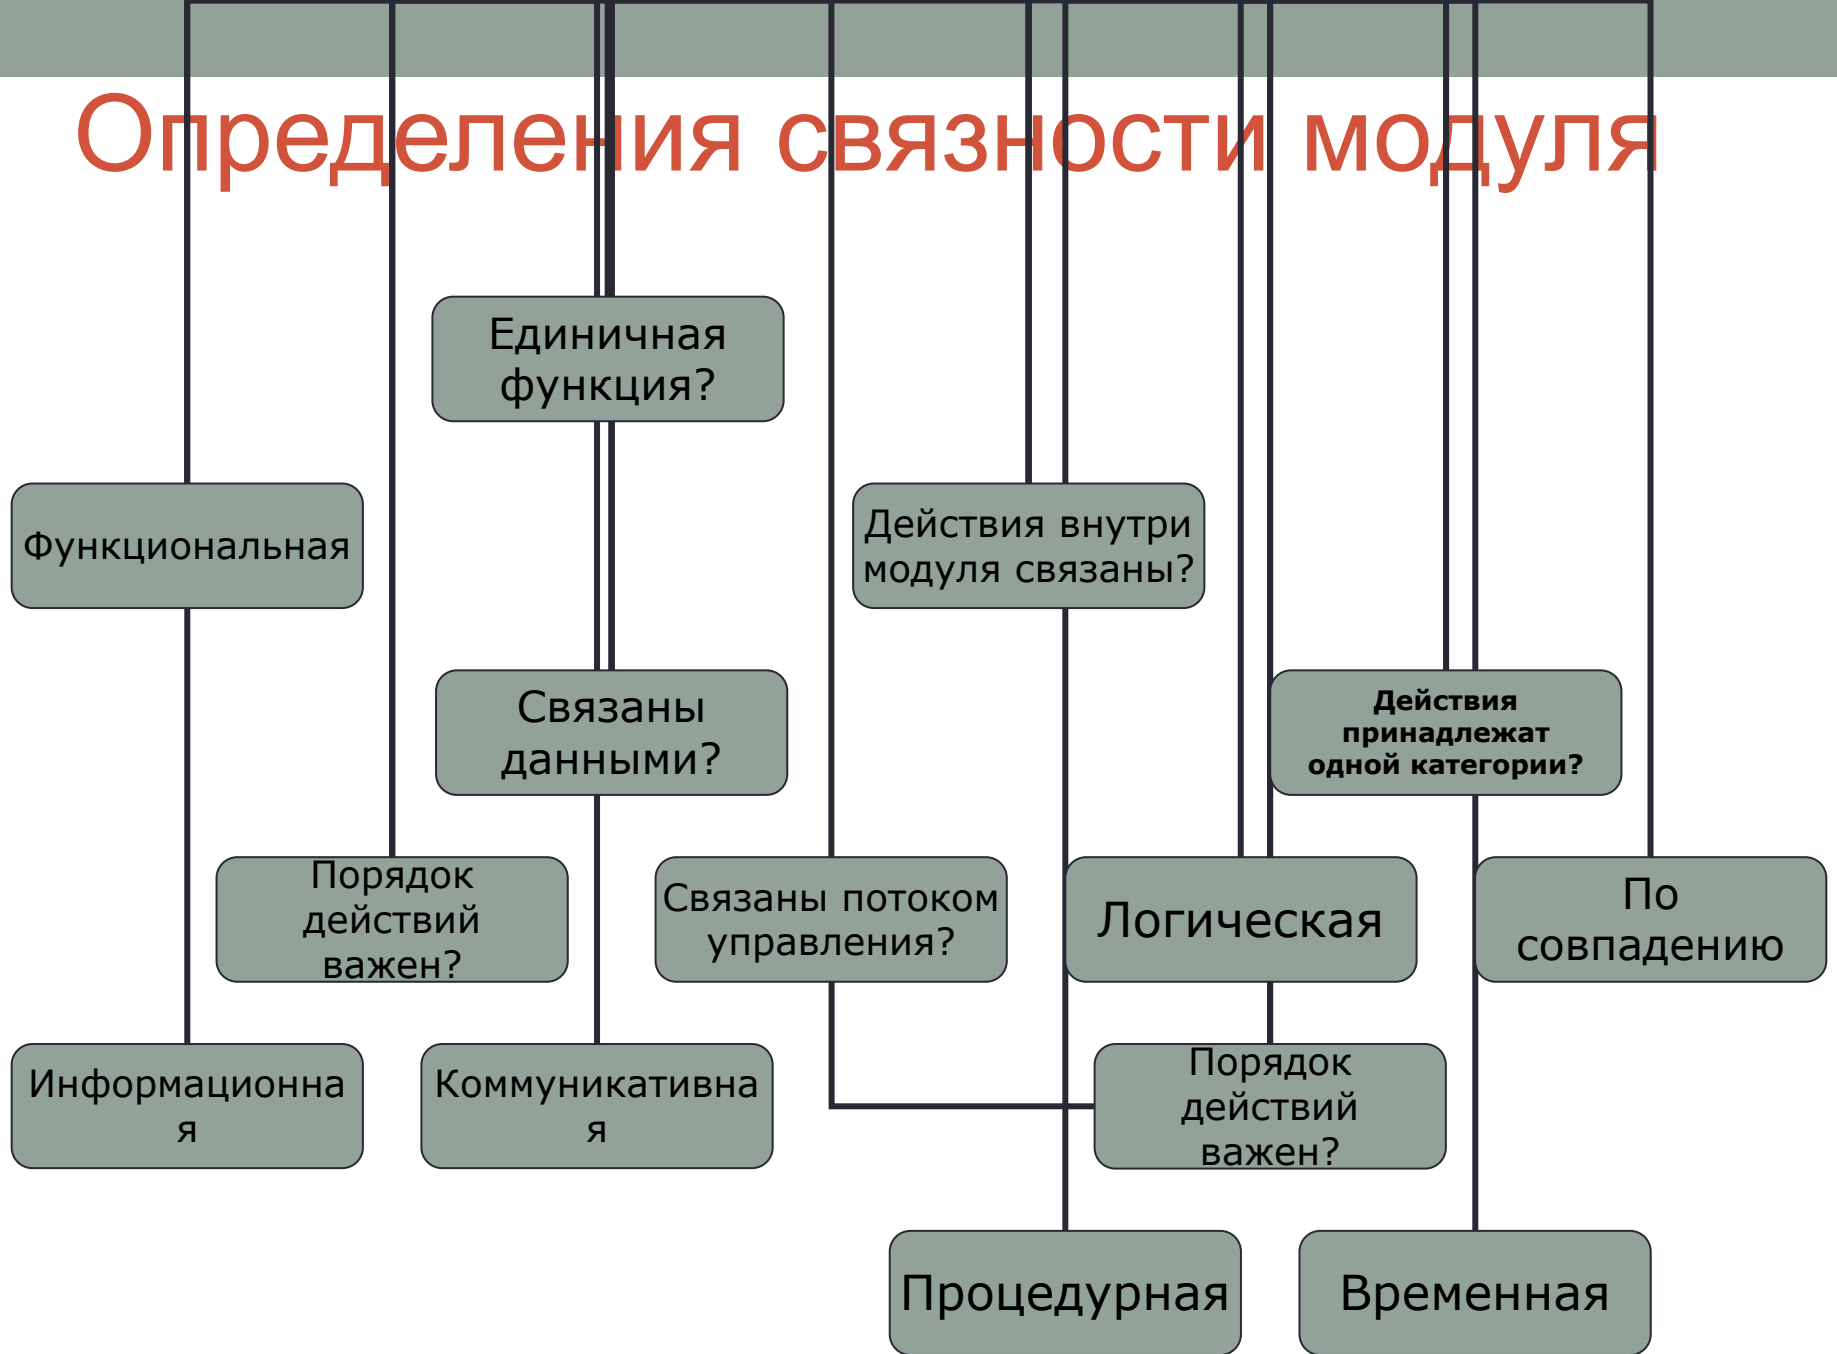 Определения связности модуля
Единичная
функция?
Функциональная
Действия внутри
модуля связаны?
Связаны
данными?
Действия
принадлежат
одной категории?
Порядок
действий
важен?
Связаны потоком
управления?
Логическая
По
совпадению
Информационна
я
Коммуникативна
я
Порядок
действий
важен?
Процедурная
Временная